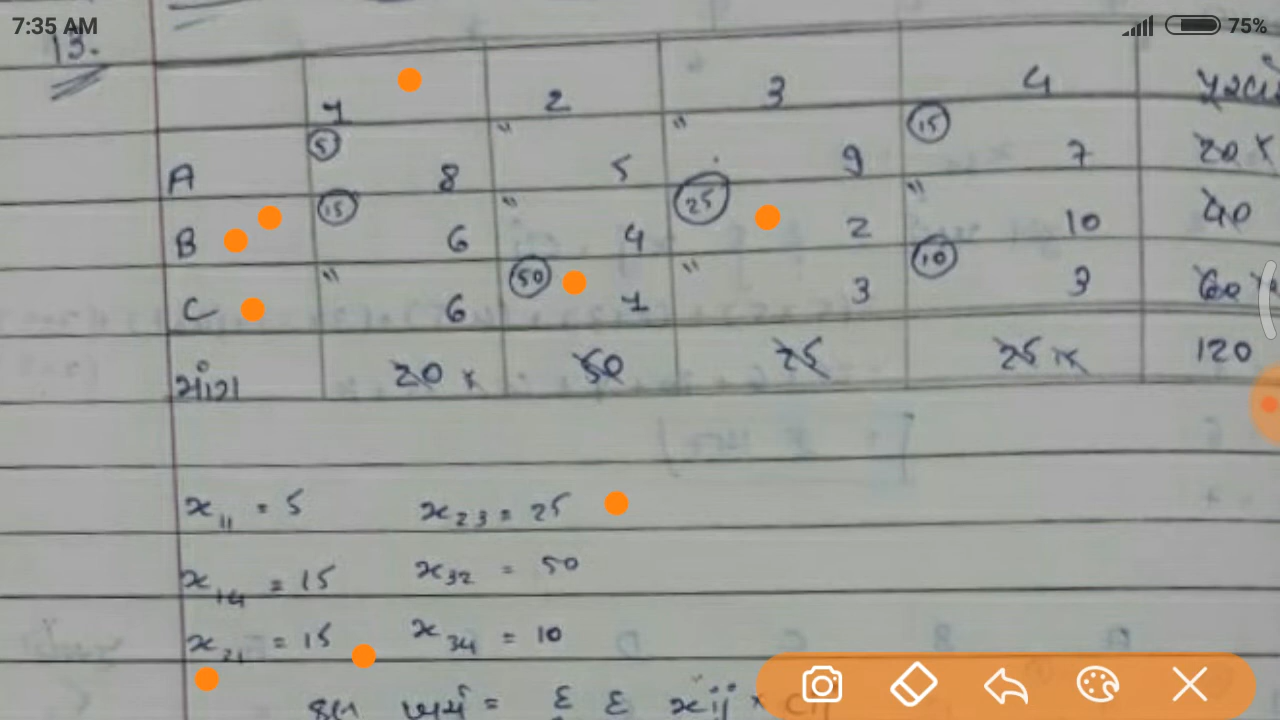 7:35 AM 75%
13.
1 2 3 4
5 " " 15
A 8 5 9 7 20 x
15 " 25 "
B 6 4 2 10 40
" 50 " 10
C 6 1 3 3 60
માંગ 20 x 50 25 25 x 120
x₁₁ = 5 x₂₃ = 25
x₁₄ = 15 x₃₂ = 50
x₂₁ = 15 x₃₄ = 10
કુલ ખર્ચ = Σ Σ xij × Cij